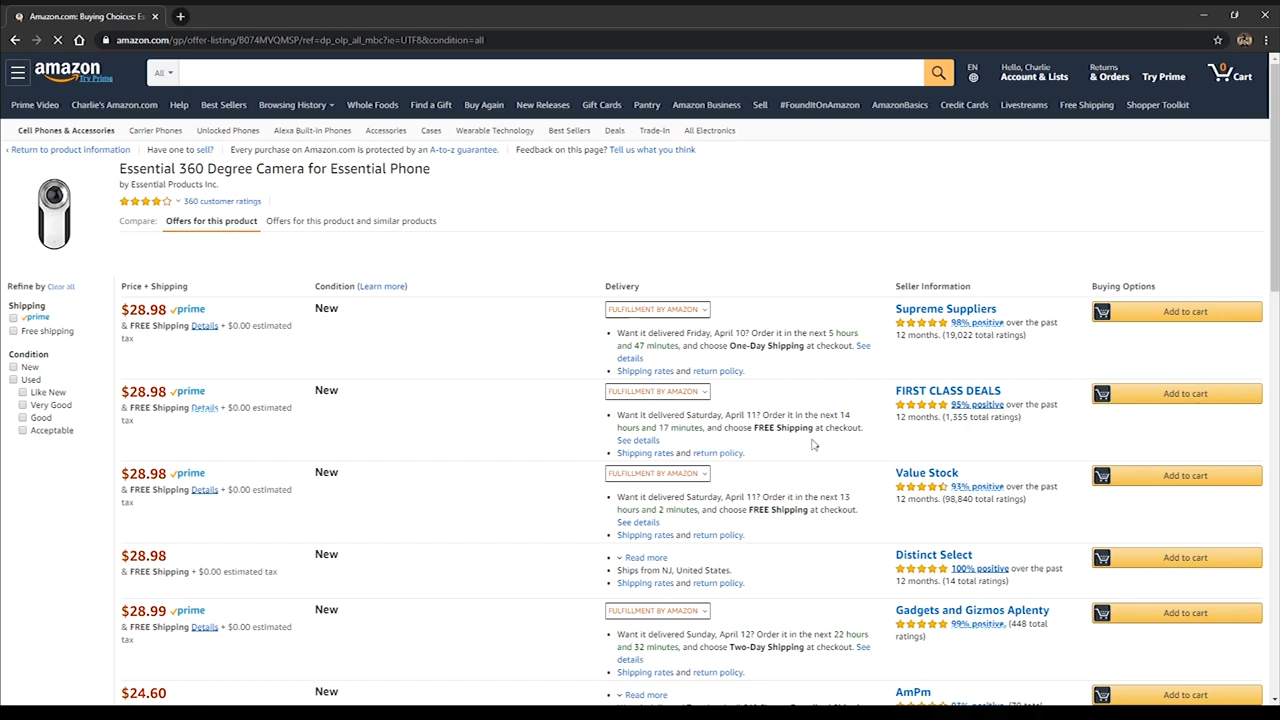 Amazon.com: Buying Choices: Es
amazon.com/gp/offer-listing/B074MVQMSP/ref=dp_olp_all_mbc?ie=UTF8&condition=all
amazon
Try Prime
All
EN
Hello, Charlie
Account & Lists
Returns
& Orders
Try Prime
0
Cart
Prime Video Charlie's Amazon.com Help Best Sellers Browsing History Whole Foods Find a Gift Buy Again New Releases Gift Cards Pantry Amazon Business Sell #FoundItOnAmazon AmazonBasics Credit Cards Livestreams Free Shipping Shopper Toolkit
Cell Phones & Accessories Carrier Phones Unlocked Phones Alexa Built-in Phones Accessories Cases Wearable Technology Best Sellers Deals Trade-In All Electronics
‹ Return to product information Have one to sell? Every purchase on Amazon.com is protected by an A-to-z guarantee. Feedback on this page? Tell us what you think
Essential 360 Degree Camera for Essential Phone
by Essential Products Inc.
360 customer ratings
Compare: Offers for this product Offers for this product and similar products
Refine by Clear all
Shipping
prime
Free shipping
Condition
New
Used
Like New
Very Good
Good
Acceptable
Price + Shipping Condition (Learn more) Delivery Seller Information Buying Options
$28.98 prime
& FREE Shipping Details + $0.00 estimated
tax
New
FULFILLMENT BY AMAZON
Want it delivered Friday, April 10? Order it in the next 5 hours
and 47 minutes, and choose One-Day Shipping at checkout. See
details
Shipping rates and return policy.
Supreme Suppliers
98% positive over the past
12 months. (19,022 total ratings)
Add to cart
$28.98 prime
& FREE Shipping Details + $0.00 estimated
tax
New
FULFILLMENT BY AMAZON
Want it delivered Saturday, April 11? Order it in the next 14
hours and 17 minutes, and choose FREE Shipping at checkout.
See details
Shipping rates and return policy.
FIRST CLASS DEALS
95% positive over the past
12 months. (1,355 total ratings)
Add to cart
$28.98 prime
& FREE Shipping Details + $0.00 estimated
tax
New
FULFILLMENT BY AMAZON
Want it delivered Saturday, April 11? Order it in the next 13
hours and 2 minutes, and choose FREE Shipping at checkout.
See details
Shipping rates and return policy.
Value Stock
93% positive over the past
12 months. (98,840 total ratings)
Add to cart
$28.98
& FREE Shipping + $0.00 estimated tax
New
Read more
Ships from NJ, United States.
Shipping rates and return policy.
Distinct Select
100% positive over the past
12 months. (14 total ratings)
Add to cart
$28.99 prime
& FREE Shipping Details + $0.00 estimated
tax
New
FULFILLMENT BY AMAZON
Want it delivered Sunday, April 12? Order it in the next 22 hours
and 32 minutes, and choose Two-Day Shipping at checkout. See
details
Shipping rates and return policy.
Gadgets and Gizmos Aplenty
99% positive. (448 total
ratings)
Add to cart
$24.60
New
Read more
AmPm
Add to cart